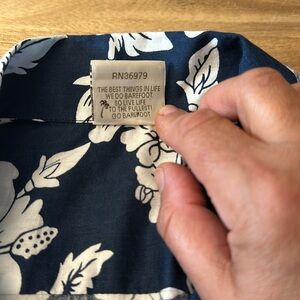 RN36979
THE BEST THINGS IN LIFE
WE DO BAREFOOT.
SO LIVE LIFE
TO THE FULLEST!
GO BAREFOOT